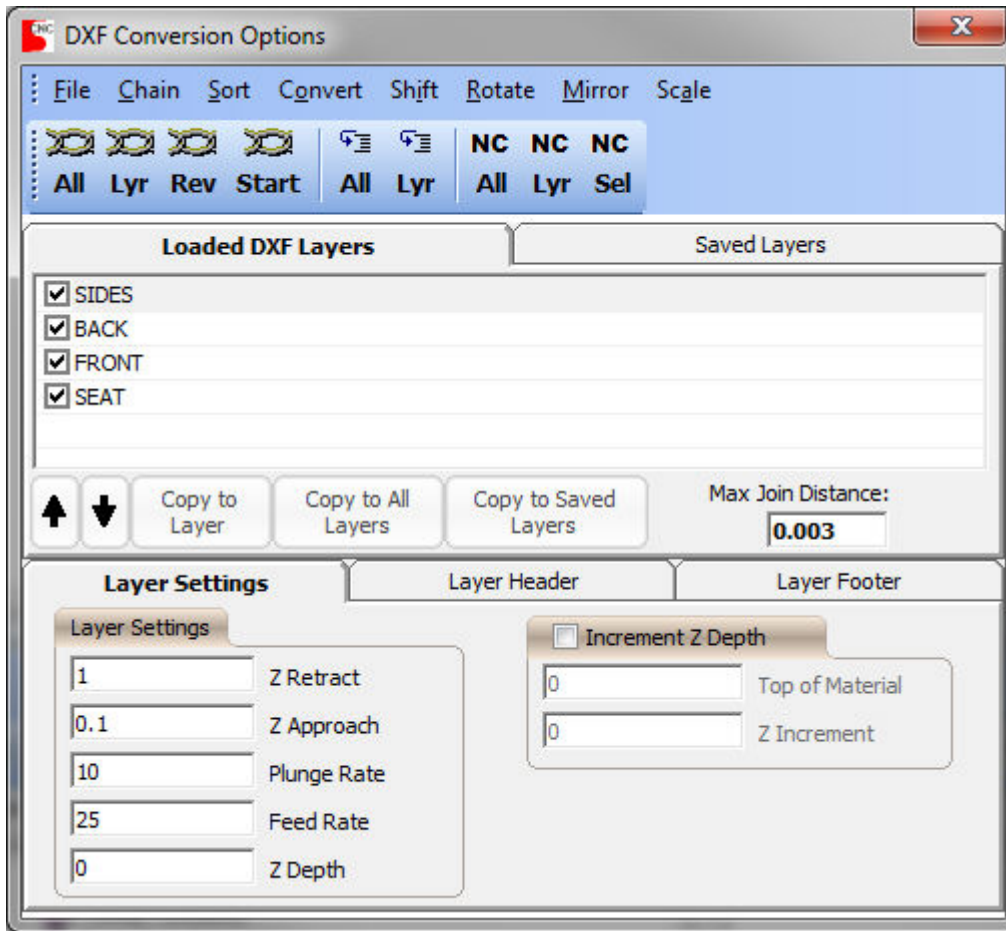 CNC DXF Conversion Options
File Chain Sort Convert Shift Rotate Mirror Scale
NC NC NC
All Lyr Rev Start All Lyr All Lyr Sel
Loaded DXF Layers Saved Layers
SIDES
BACK
FRONT
SEAT
Copy to Layer Copy to All Layers Copy to Saved Layers
Max Join Distance:
0.003
Layer Settings Layer Header Layer Footer
Layer Settings
1 Z Retract
0.1 Z Approach
10 Plunge Rate
25 Feed Rate
0 Z Depth
Increment Z Depth
0 Top of Material
0 Z Increment